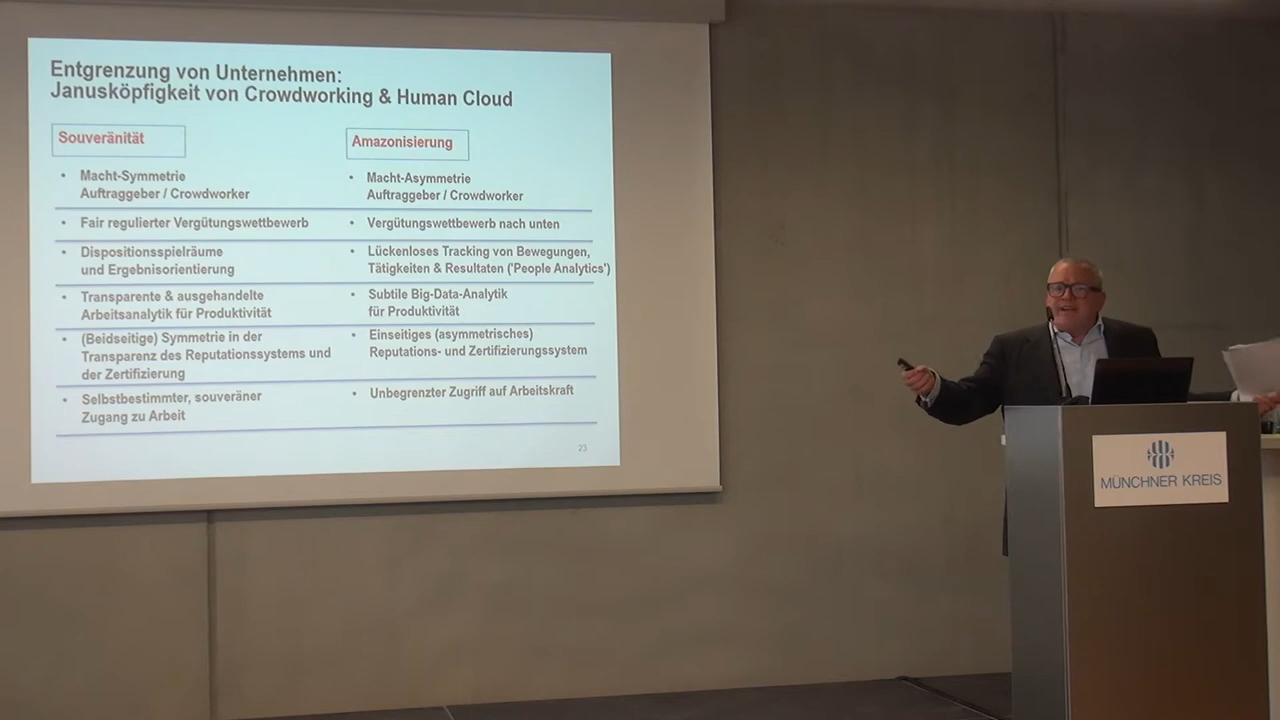 Entgrenzung von Unternehmen:
Janusköpfigkeit von Crowdworking & Human Cloud
Souveränität
• Macht-Symmetrie
Auftraggeber / Crowdworker
• Fair regulierter Vergütungswettbewerb
• Dispositionsspielräume
und Ergebnisorientierung
• Transparente & ausgehandelte
Arbeitsanalytik für Produktivität
• (Beidseitige) Symmetrie in der
Transparenz des Reputationssystems und
der Zertifizierung
• Selbstbestimmter, souveräner
Zugang zu Arbeit
Amazonisierung
• Macht-Asymmetrie
Auftraggeber / Crowdworker
• Vergütungswettbewerb nach unten
• Lückenloses Tracking von Bewegungen,
Tätigkeiten & Resultaten ('People Analytics')
• Subtile Big-Data-Analytik
für Produktivität
• Einseitiges (asymmetrisches)
Reputations- und Zertifizierungssystem
• Unbegrenzter Zugriff auf Arbeitskraft
23
MÜNCHNER KREIS